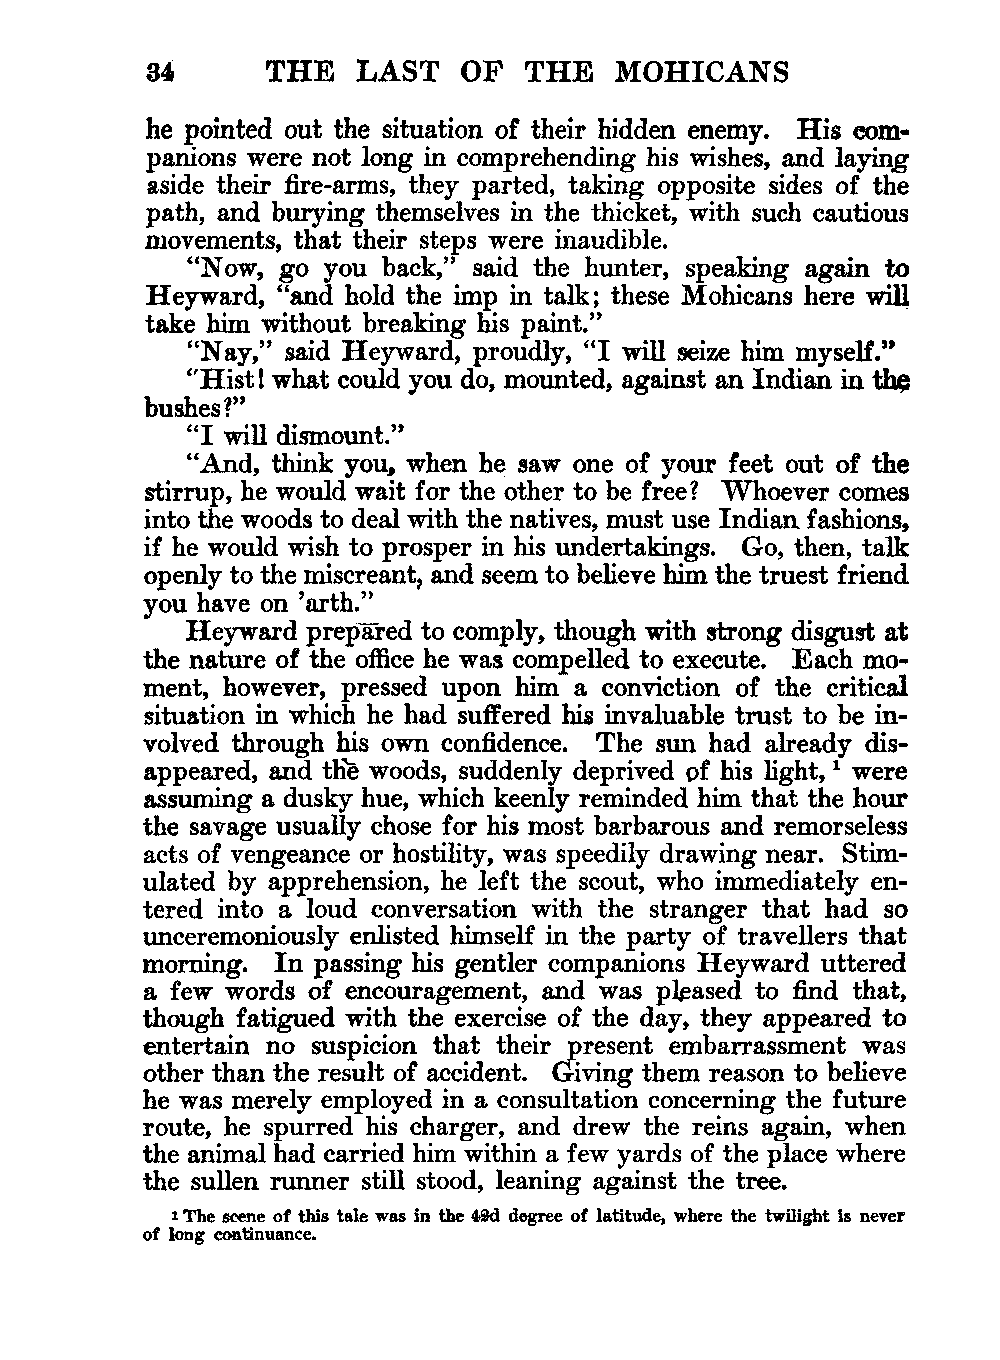 34 THE LAST OF THE MOHICANS
he pointed out the situation of their hidden enemy. His com-
panions were not long in comprehending his wishes, and laying
aside their fire-arms, they parted, taking opposite sides of the
path, and burying themselves in the thicket, with such cautious
movements, that their steps were inaudible.
“Now, go you back,” said the hunter, speaking again to
Heyward, “and hold the imp in talk; these Mohicans here will
take him without breaking his paint.”
“Nay,” said Heyward, proudly, “I will seize him myself.”
“Hist! what could you do, mounted, against an Indian in the
bushes?”
“I will dismount.”
“And, think you, when he saw one of your feet out of the
stirrup, he would wait for the other to be free? Whoever comes
into the woods to deal with the natives, must use Indian fashions,
if he would wish to prosper in his undertakings. Go, then, talk
openly to the miscreant, and seem to believe him the truest friend
you have on ’arth.”
Heyward prepared to comply, though with strong disgust at
the nature of the office he was compelled to execute. Each mo-
ment, however, pressed upon him a conviction of the critical
situation in which he had suffered his invaluable trust to be in-
volved through his own confidence. The sun had already dis-
appeared, and the woods, suddenly deprived of his light, ¹ were
assuming a dusky hue, which keenly reminded him that the hour
the savage usually chose for his most barbarous and remorseless
acts of vengeance or hostility, was speedily drawing near. Stim-
ulated by apprehension, he left the scout, who immediately en-
tered into a loud conversation with the stranger that had so
unceremoniously enlisted himself in the party of travellers that
morning. In passing his gentler companions Heyward uttered
a few words of encouragement, and was pleased to find that,
though fatigued with the exercise of the day, they appeared to
entertain no suspicion that their present embarrassment was
other than the result of accident. Giving them reason to believe
he was merely employed in a consultation concerning the future
route, he spurred his charger, and drew the reins again, when
the animal had carried him within a few yards of the place where
the sullen runner still stood, leaning against the tree.
¹ The scene of this tale was in the 42d degree of latitude, where the twilight is never
of long continuance.